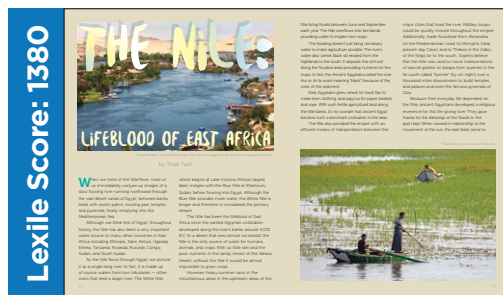 Lexile Score: 1380
THE NILE:
LIFEBLOOD OF EAST AFRICA
by Todd Tuell
When we think of the Nile River, most of
us immediately conjure up images of a
slow flowing river running northward through
the vast desert sands of Egypt, between banks
lined with exotic palms, moving past temples
and pyramids, finally emptying into the
Mediterranean Sea.
Although we think first of Egypt, throughout
history the Nile has also been a very important
water source to many other countries in East
Africa including Ethiopia, Zaire, Kenya, Uganda,
Eritrea, Tanzania, Rwanda, Burundi, Congo,
Sudan, and South Sudan.
As the Nile flows through Egypt, we picture
it as a single long river. In fact, it is made up
of source waters from two tributaries — other
rivers that feed a larger river. The White Nile,
which begins at Lake Victoria (Africa's largest
lake), merges with the Blue Nile at Khartoum,
Sudan, before flowing into Egypt. Although the
Blue Nile provides more water, the White Nile is
longer and therefore is considered the primary
stream.
The Nile has been the lifeblood of East
Africa since the earliest Egyptian civilization
developed along the river's banks around 3,000
B.C. In a desert that sees almost no rainfall, the
Nile is the only source of water for humans,
animals, and crops. With so little rain and the
poor nutrients in the sandy terrain of the Sahara
Desert, without the Nile it would be almost
impossible to grow crops.
However, heavy summer rains in the
mountainous areas in the upstream areas of the
Nile bring floods between June and September
each year. The Nile overflows into farmland,
providing water to irrigate new crops.
The flooding doesn't just bring necessary
water to make agriculture possible. The river's
water also carries black silt eroded from the
highlands to the south. It deposits this rich soil
along the flooded areas providing nutrients for the
crops. In fact, the Ancient Egyptians called the river
Aur or Ar (a word meaning "black") because of the
color of the sediment.
Early Egyptians grew wheat for food, flax to
make linen clothing, and papyrus for paper, baskets,
and rope. With such fertile agricultural land along
the Nile banks, it's no wonder that ancient Egypt
became such a dominant civilization in the area.
The Nile also provided the empire with an
efficient means of transportation between the
major cities that lined the river. Military troops
could be quickly moved throughout the empire.
Additionally, trade flourished from Alexandria
on the Mediterranean coast to Memphis (near
present day Cairo) and to Thebes in the Valley
of the Kings far to the south. Experts believe
that the Nile was used to move massive blocks
of special granite on barges from quarries in the
far south called "Syenite" that weigh over a
thousand miles downstream to build temples
and palaces and even the famous pyramids of
Giza.
Because their everyday life depended on
the Nile, ancient Egyptians developed a religious
reverence for this life-giving river. They gave
thanks for the blessings of the floods to the
god Hapi. When viewed in relationship to the
movement of the sun, the east bank came to